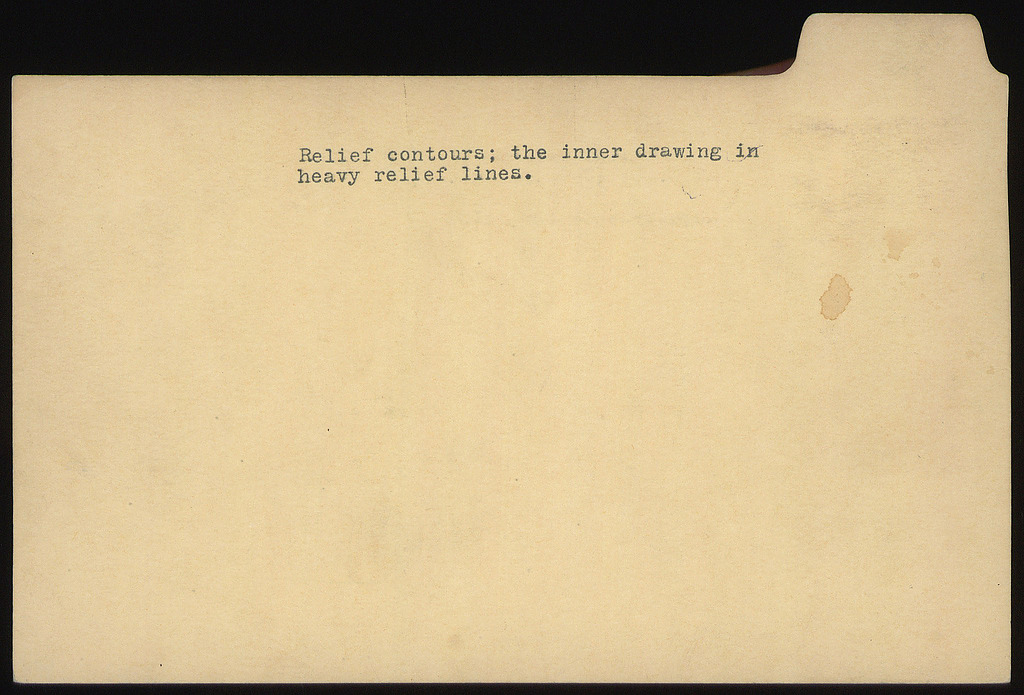 Relief contours; the inner drawing in
heavy relief lines.